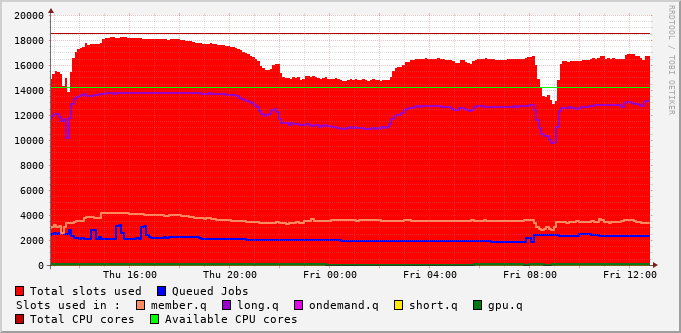 20000
18000
16000
14000
12000
10000
8000
6000
4000
2000
0
Thu 16:00 Thu 20:00 Fri 00:00 Fri 04:00 Fri 08:00 Fri 12:00
RRDTOOL / TOBI OETIKER
Total slots used Queued Jobs
Slots used in : member.q long.q ondemand.q short.q gpu.q
Total CPU cores Available CPU cores